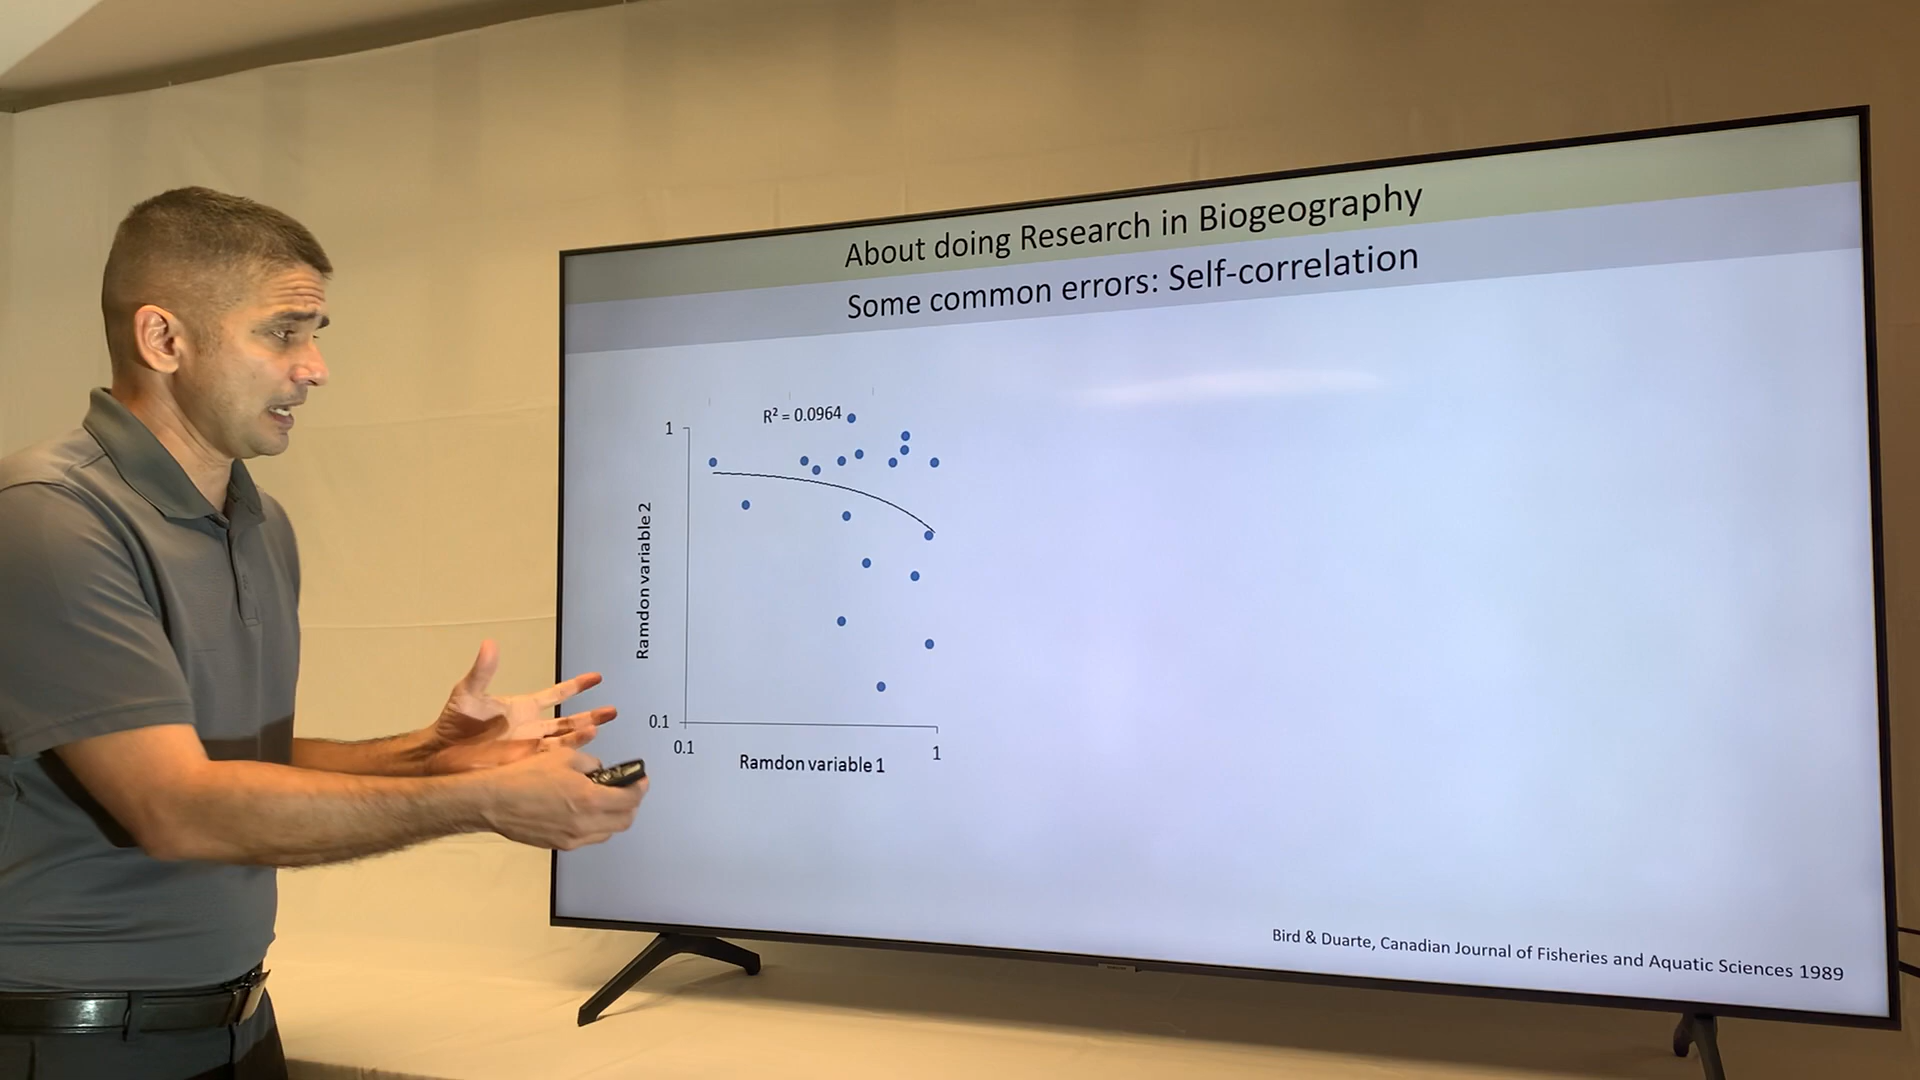 About doing Research in Biogeography
Some common errors: Self-correlation
R² = 0.0964
1
Ramdon variable 2
0.1
0.1
1
Ramdon variable 1
Bird & Duarte, Canadian Journal of Fisheries and Aquatic Sciences 1989